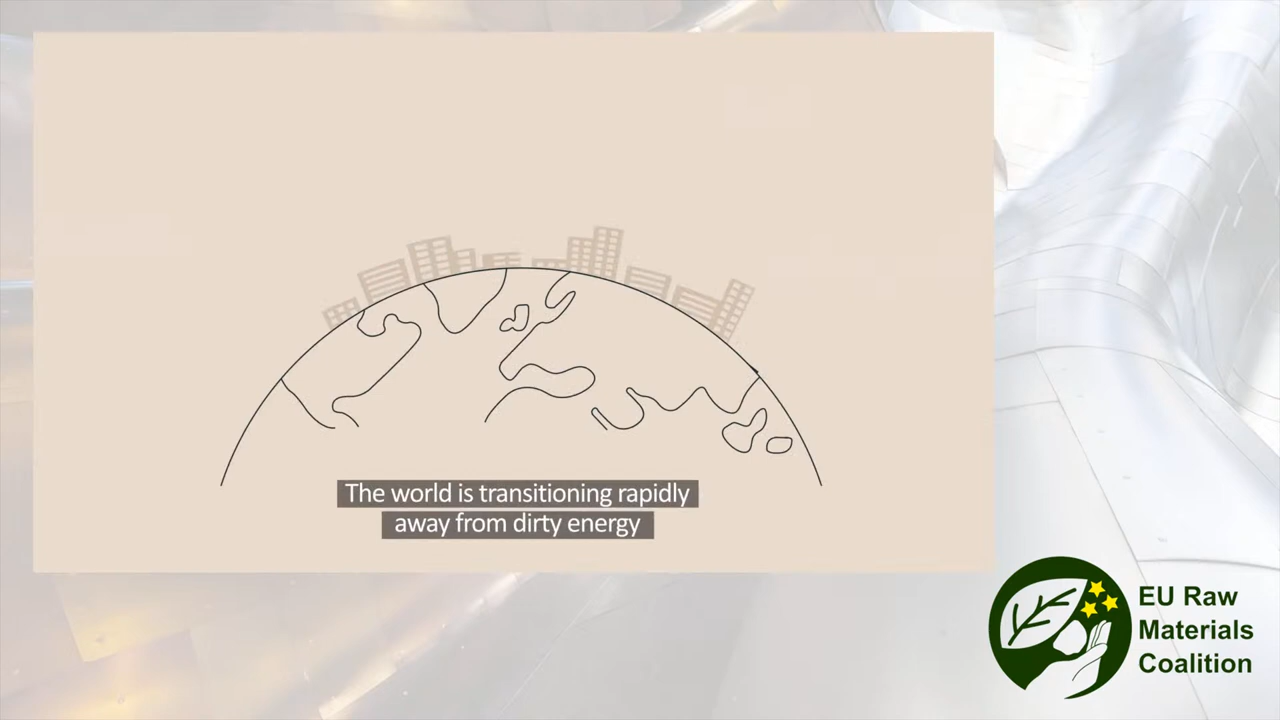 The world is transitioning rapidly
away from dirty energy
EU Raw
Materials
Coalition